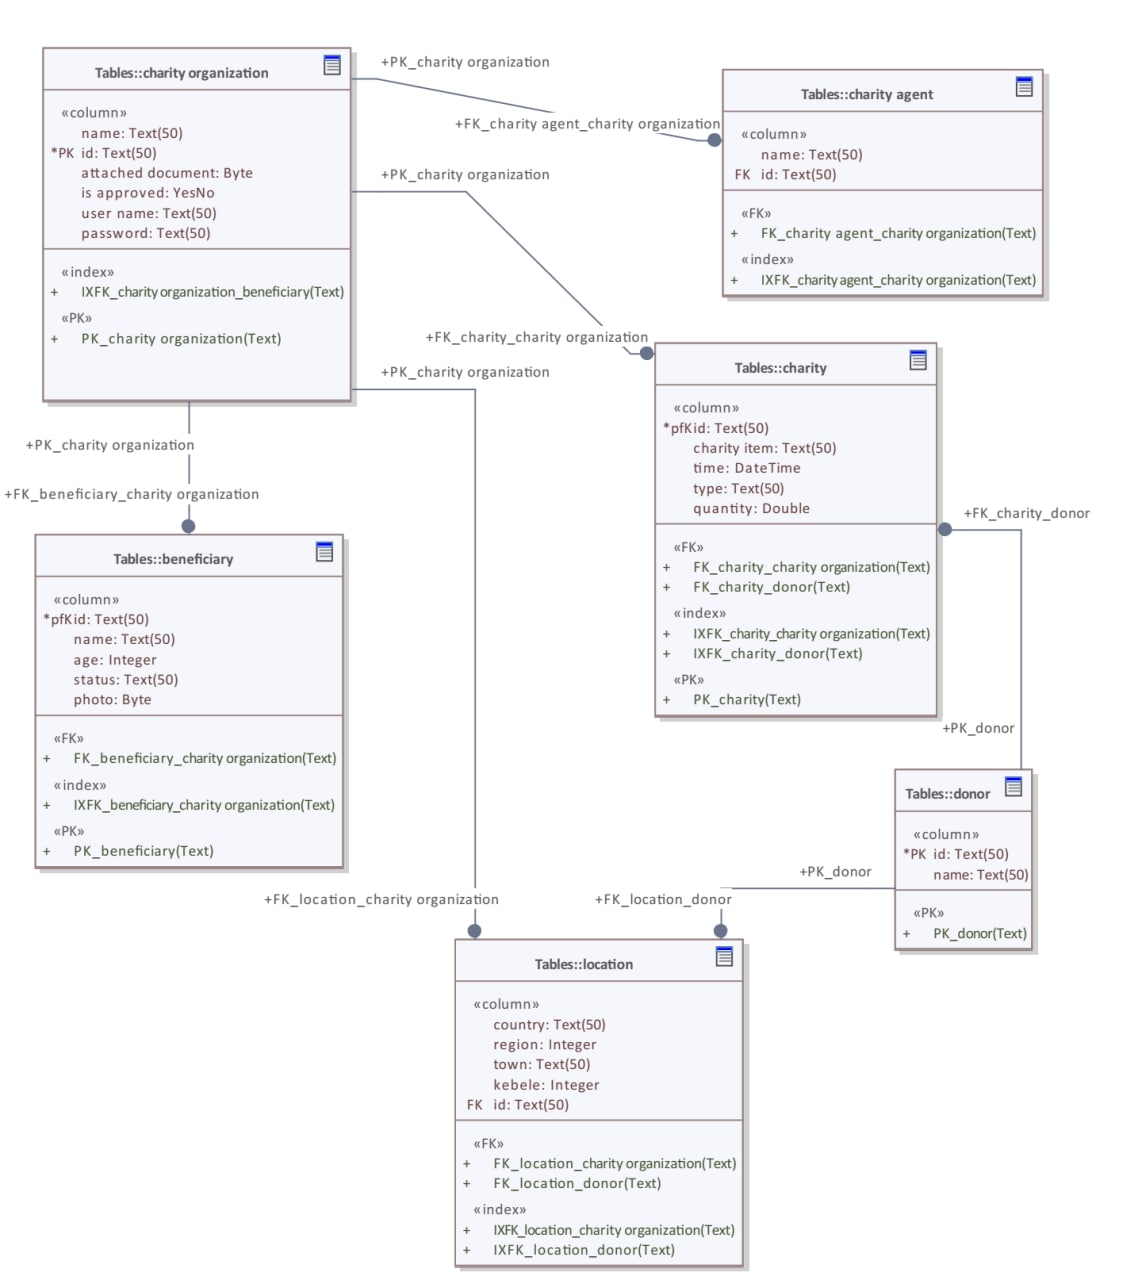 +PK_charity organization
Tables::charity organization
«column»
name: Text(50)
*PK id: Text(50)
attached document: Byte
is approved: YesNo
user name: Text(50)
password: Text(50)
«index»
+ IXFK_charity organization_beneficiary(Text)
«PK»
+ PK_charity organization(Text)
+FK_charity agent_charity organization
Tables::charity agent
«column»
name: Text(50)
FK id: Text(50)
«FK»
+ FK_charity agent_charity organization(Text)
«index»
+ IXFK_charity agent_charity organization(Text)
+PK_charity organization
+FK_charity_charity organization
+PK_charity organization
Tables::charity
«column»
*pfKid: Text(50)
charity item: Text(50)
time: DateTime
type: Text(50)
quantity: Double
«FK»
+ FK_charity_charity organization(Text)
+ FK_charity_donor(Text)
«index»
+ IXFK_charity_charity organization(Text)
+ IXFK_charity_donor(Text)
«PK»
+ PK_charity(Text)
+PK_charity organization
+FK_beneficiary_charity organization
Tables::beneficiary
«column»
*pfKid: Text(50)
name: Text(50)
age: Integer
status: Text(50)
photo: Byte
«FK»
+ FK_beneficiary_charity organization(Text)
«index»
+ IXFK_beneficiary_charity organization(Text)
«PK»
+ PK_beneficiary(Text)
+FK_charity_donor
+PK_donor
Tables::donor
«column»
*PK id: Text(50)
name: Text(50)
«PK»
+ PK_donor(Text)
+PK_donor
+FK_location_charity organization
+FK_location_donor
Tables::location
«column»
country: Text(50)
region: Integer
town: Text(50)
kebele: Integer
FK id: Text(50)
«FK»
+ FK_location_charity organization(Text)
+ FK_location_donor(Text)
«index»
+ IXFK_location_charity organization(Text)
+ IXFK_location_donor(Text)